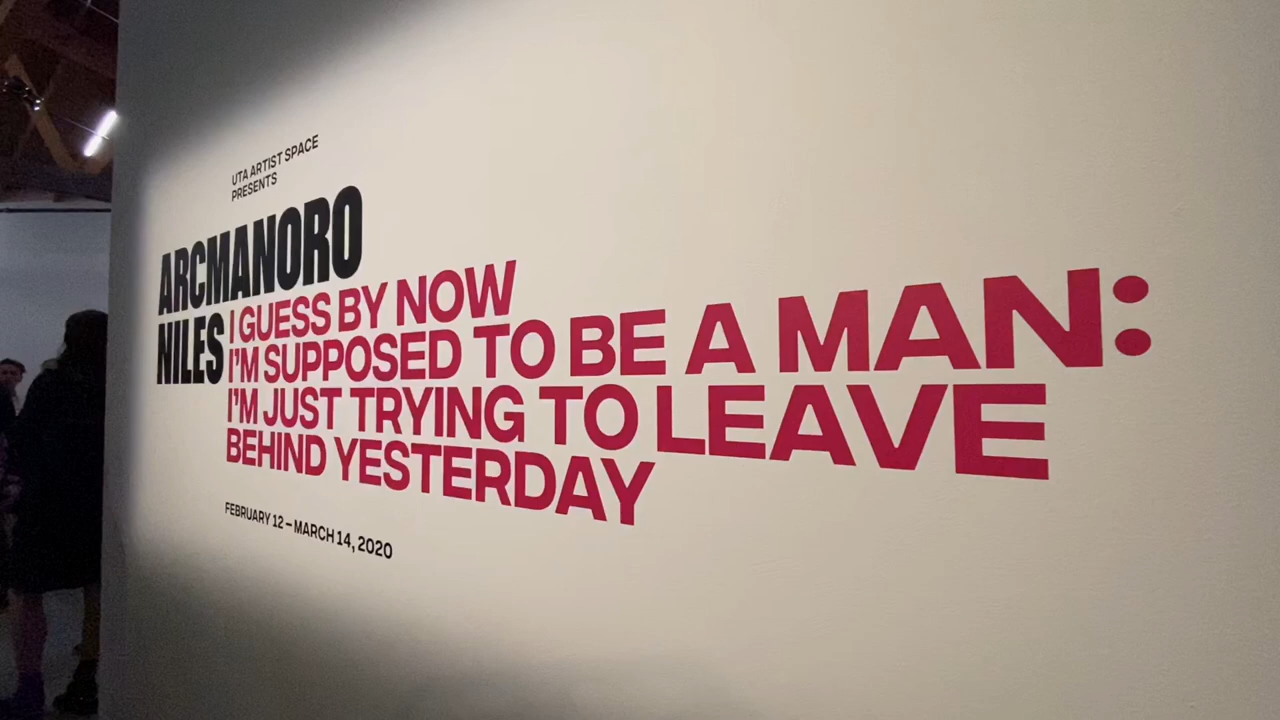 UTA ARTIST SPACE
PRESENTS
ARCMANORO
NILES
I GUESS BY NOW
I'M SUPPOSED TO BE A MAN:
I'M JUST TRYING TO LEAVE
BEHIND YESTERDAY
FEBRUARY 12 – MARCH 14, 2020